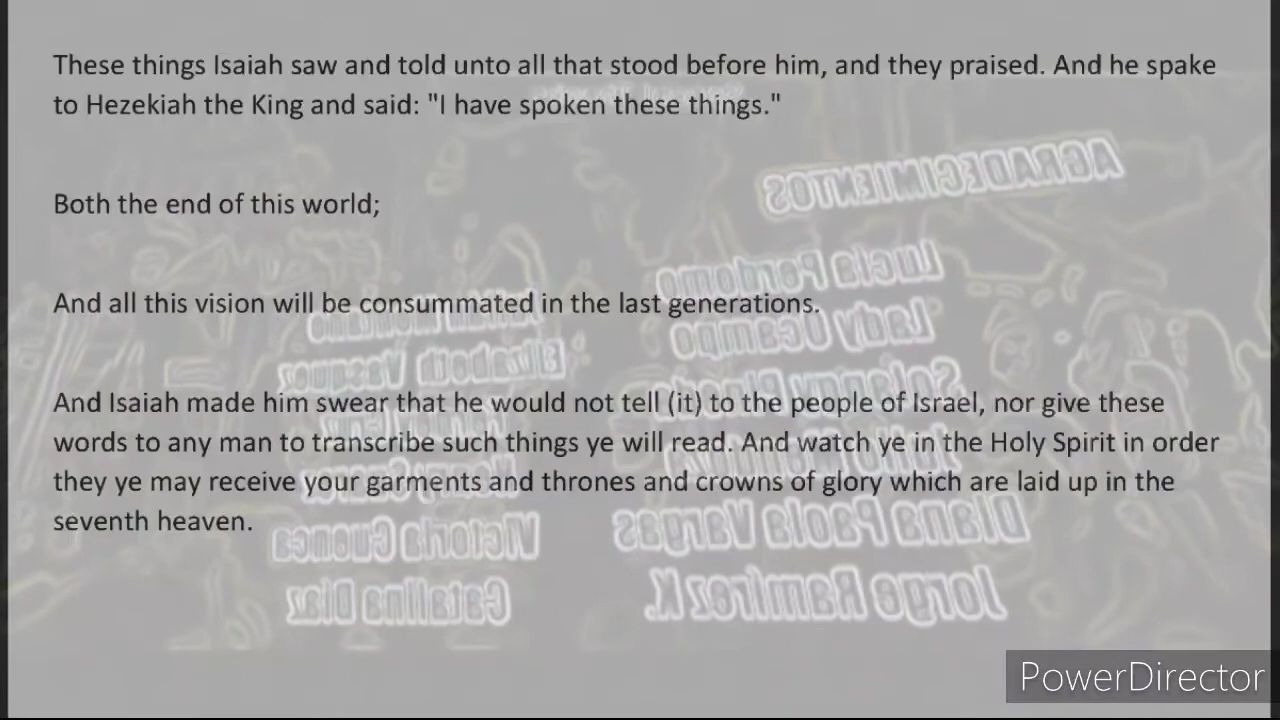 These things Isaiah saw and told unto all that stood before him, and they praised. And he spake
to Hezekiah the King and said: "I have spoken these things."
AGRADECIMIENTOS
Both the end of this world;
Lucia Perdomo
And all this vision will be consummated in the last generations.
Lady Ocampo
Elizabeth Vasquez
And Isaiah made him swear that he would not tell (it) to the people of Israel, nor give these
words to any man to transcribe such things ye will read. And watch ye in the Holy Spirit in order
they ye may receive your garments and thrones and crowns of glory which are laid up in the
seventh heaven.
Victoria Cuenca
Diana Paola Vargas
Catalina Diaz
Jorge Ramirez K.
PowerDirector